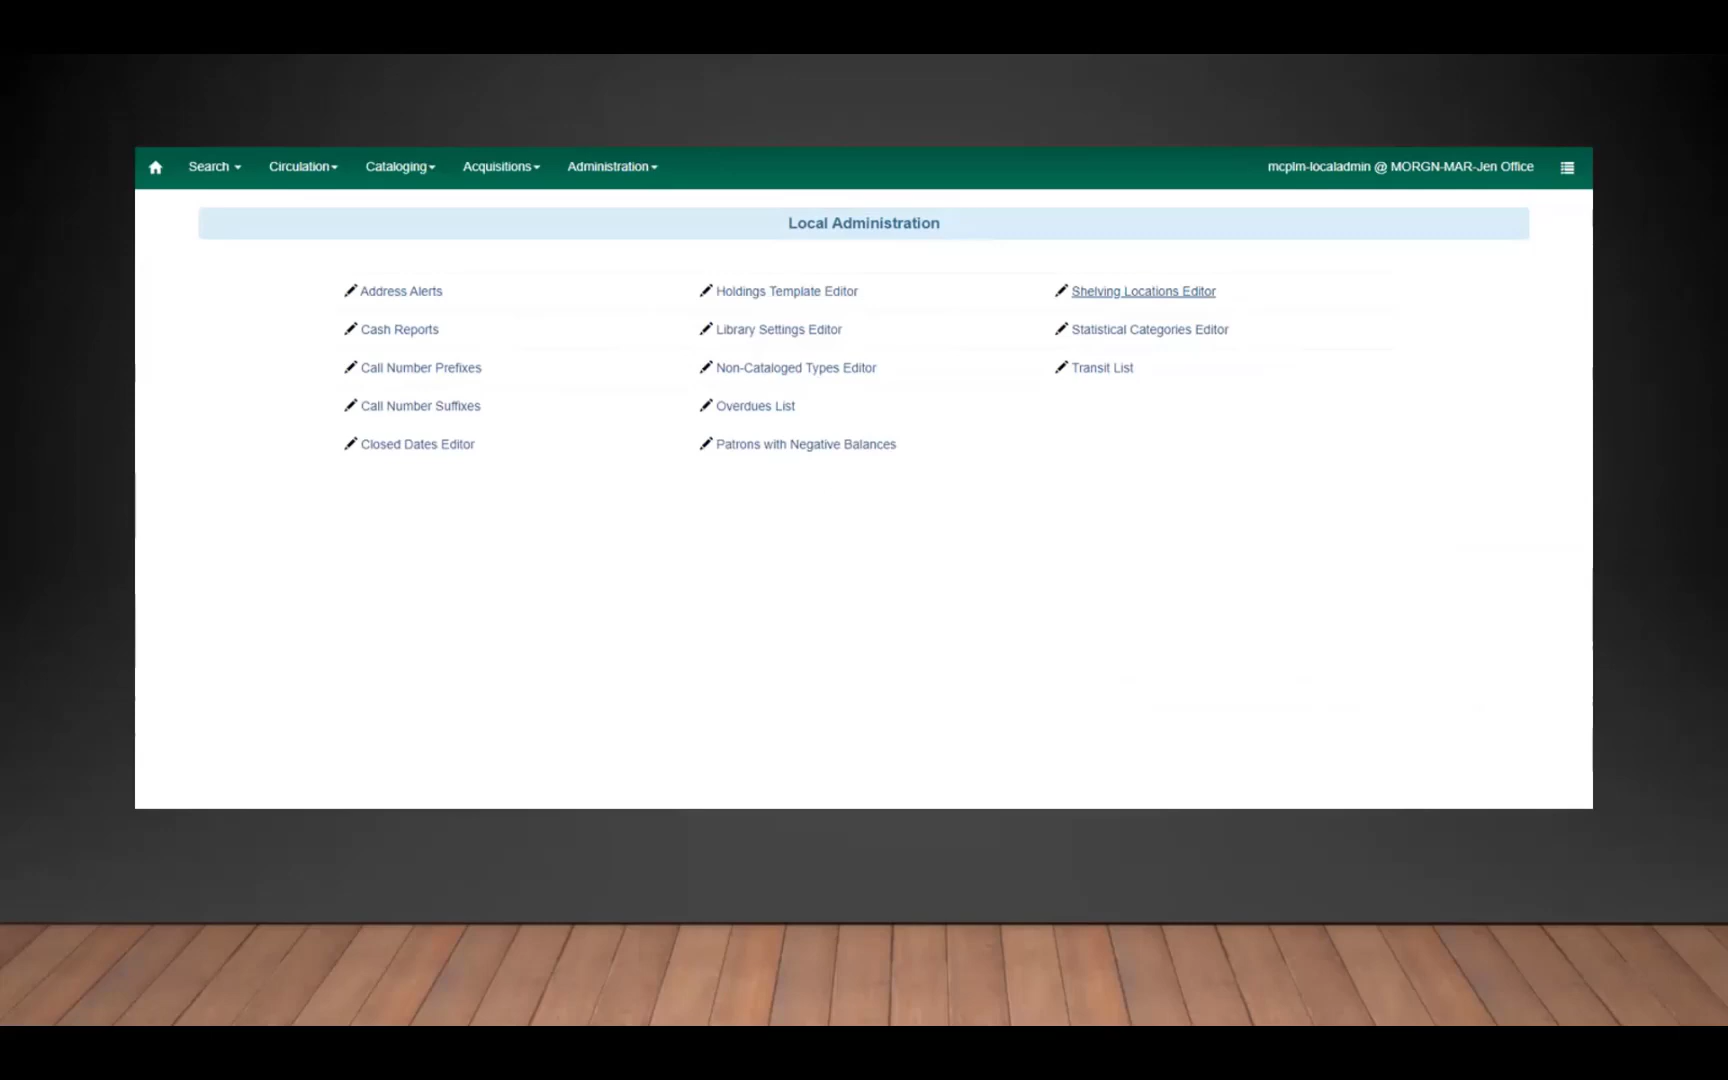 Search Circulation Cataloging Acquisitions Administration mcplm-localadmin @ MORGN-MAR-Jen Office
Local Administration
Address Alerts Holdings Template Editor Shelving Locations Editor
Cash Reports Library Settings Editor Statistical Categories Editor
Call Number Prefixes Non-Cataloged Types Editor Transit List
Call Number Suffixes Overdues List
Closed Dates Editor Patrons with Negative Balances